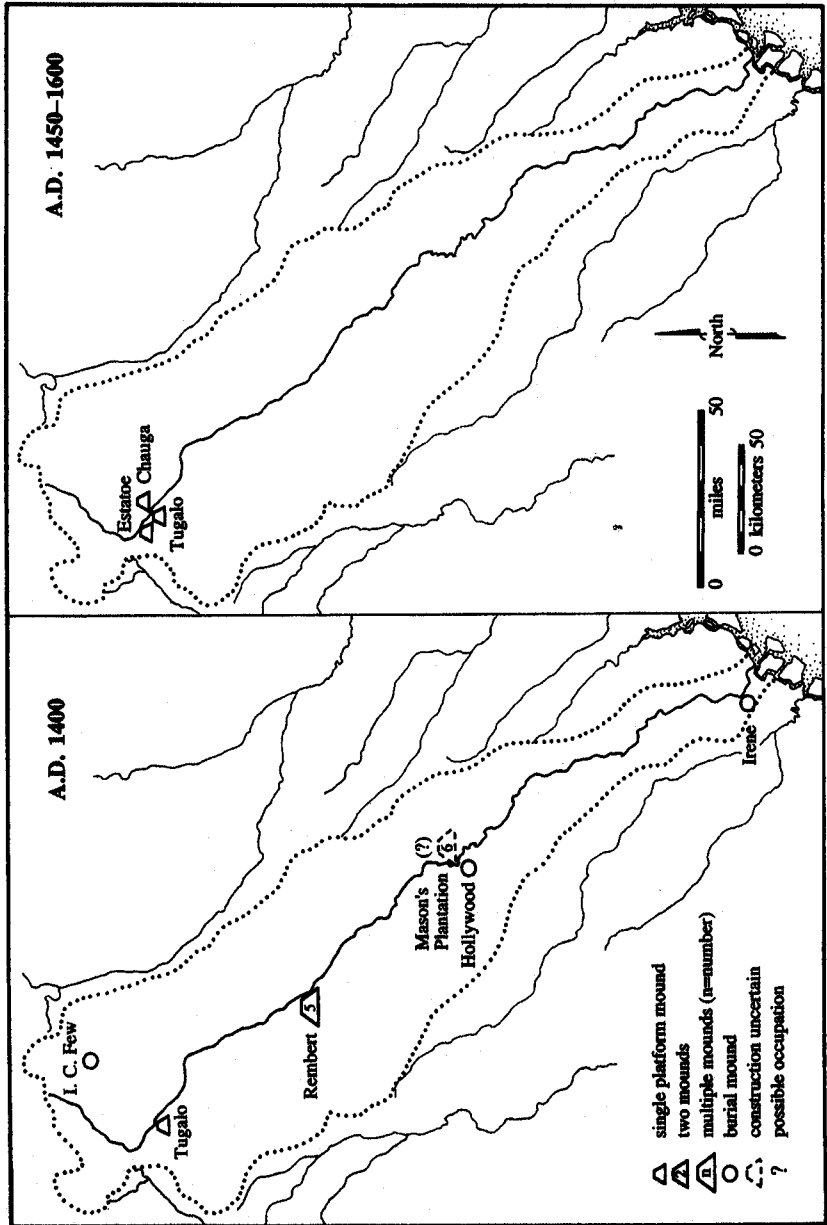 A.D. 1400
I. C. Few
Tugalo
Rembert
5
Mason's (?)
Plantation
6
Hollywood
Irene
single platform mound
2 two mounds
n multiple mounds (n=number)
burial mound
construction uncertain
? possible occupation
A.D. 1450–1600
Estatoe
Chauga
Tugalo
0 miles 50
0 kilometers 50
North